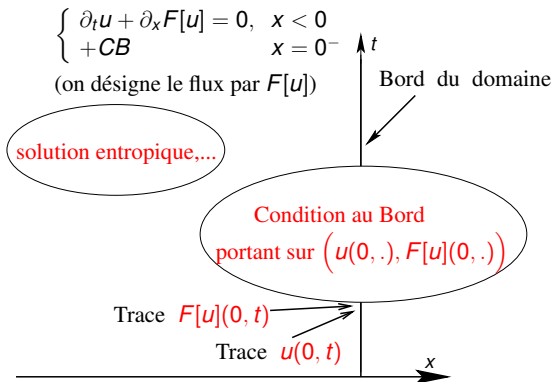 ∂ₜu + ∂ₓF[u] = 0, x < 0
+CB x = 0⁻
(on désigne le flux par F[u])
t
Bord du domaine
solution entropique,...
Condition au Bord
portant sur (u(0, .), F[u](0, .))
Trace F[u](0, t)
Trace u(0, t)
x